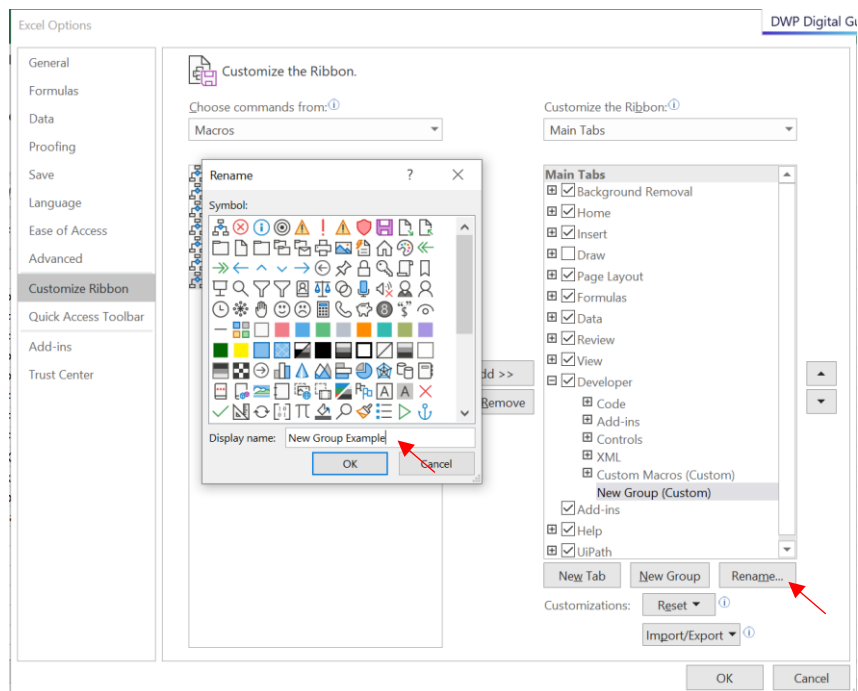 Excel Options
DWP Digital Gu
General
Formulas
Data
Proofing
Save
Language
Ease of Access
Advanced
Customize Ribbon
Quick Access Toolbar
Add-ins
Trust Center
Customize the Ribbon.
Choose commands from:
Macros
Customize the Ribbon:
Main Tabs
Rename ?
Symbol:
Display name: New Group Example
OK Cancel
dd >>
Remove
Main Tabs
Background Removal
Home
Insert
Draw
Page Layout
Formulas
Data
Review
View
Developer
Code
Add-ins
Controls
XML
Custom Macros (Custom)
New Group (Custom)
Add-ins
Help
UiPath
New Tab New Group Rename...
Customizations: Reset
Import/Export
OK Cancel